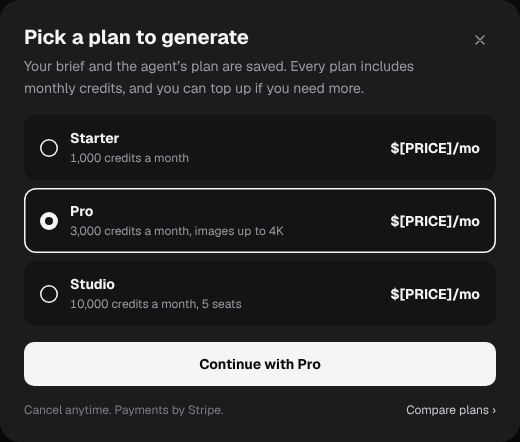 Pick a plan to generate
Your brief and the agent's plan are saved. Every plan includes
monthly credits, and you can top up if you need more.
Starter
1,000 credits a month
$[PRICE]/mo
Pro
3,000 credits a month, images up to 4K
$[PRICE]/mo
Studio
10,000 credits a month, 5 seats
$[PRICE]/mo
Continue with Pro
Cancel anytime. Payments by Stripe.
Compare plans ›